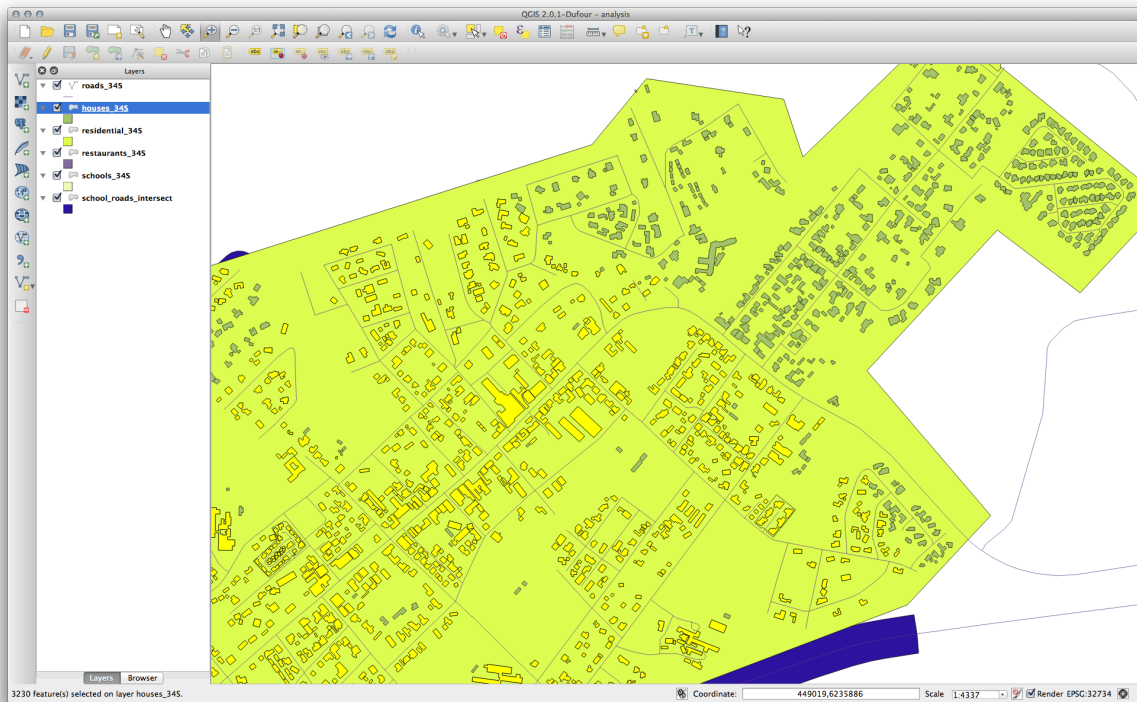 QGIS 2.0.1-Dufour - analysis
Layers
roads_34S
houses_34S
residential_34S
restaurants_34S
schools_34S
school_roads_intersect
Layers Browser
3230 feature(s) selected on layer houses_34S. Coordinate: 449019,6235886 Scale 1:4337 Render EPSG:32734